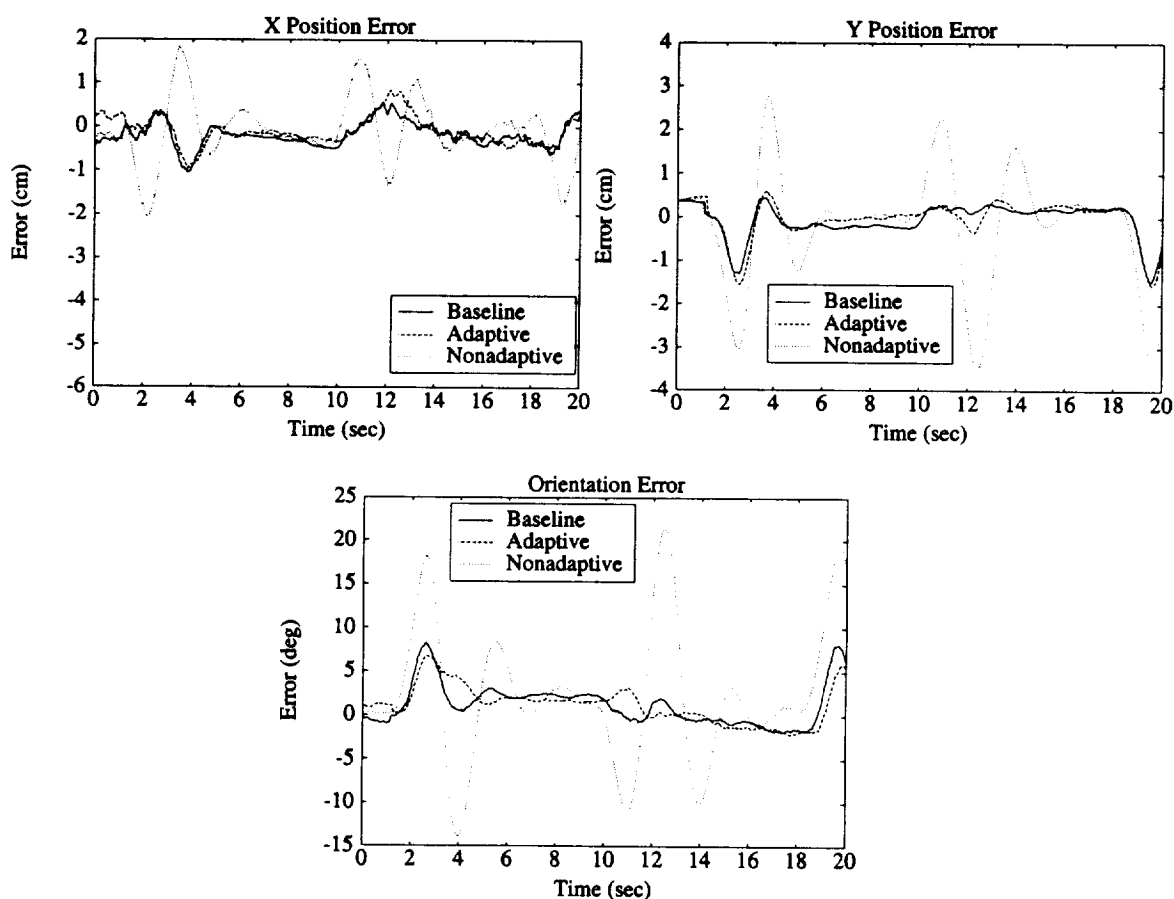 X Position Error
2
1
0
-1
-2
-3
-4
-5
-6
Error (cm)
Baseline
Adaptive
Nonadaptive
0 2 4 6 8 10 12 14 16 18 20
Time (sec)
Y Position Error
4
3
2
1
0
-1
-2
-3
-4
Error (cm)
Baseline
Adaptive
Nonadaptive
0 2 4 6 8 10 12 14 16 18 20
Time (sec)
Orientation Error
25
20
15
10
5
0
-5
-10
-15
Error (deg)
Baseline
Adaptive
Nonadaptive
0 2 4 6 8 10 12 14 16 18 20
Time (sec)